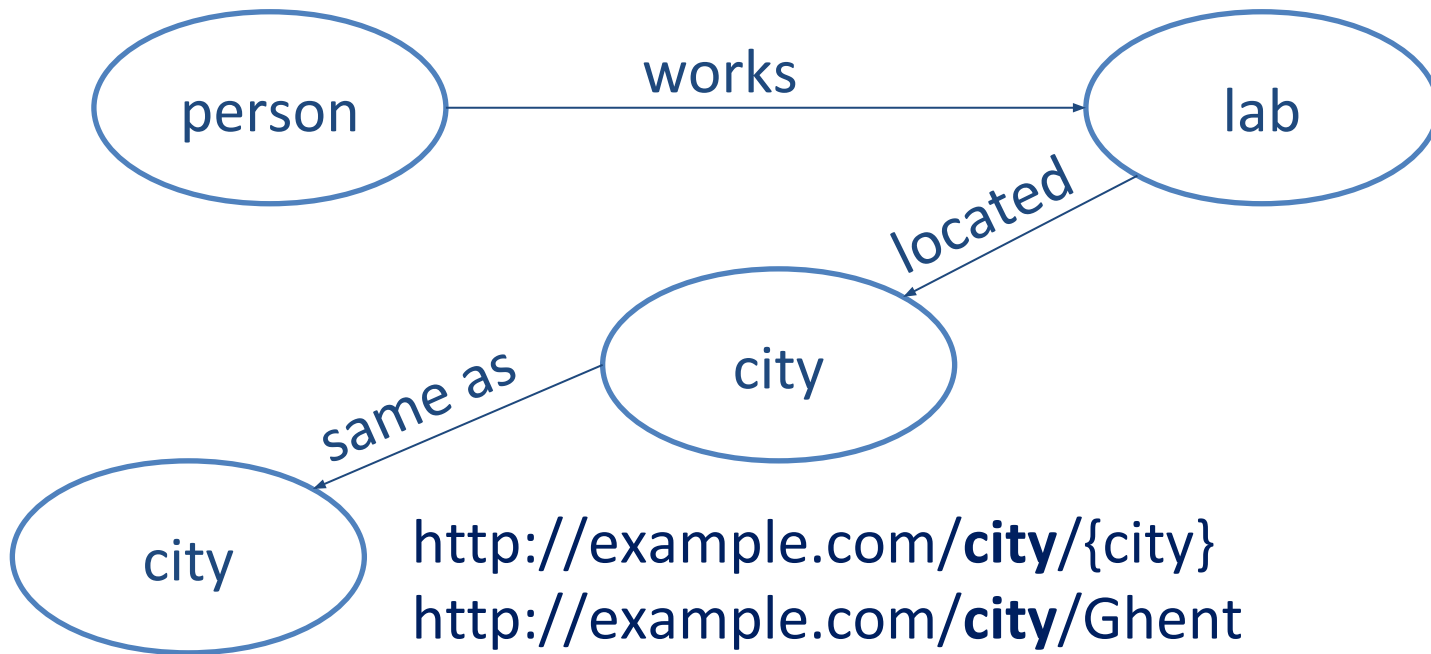 works
person
lab
located
city
same as
city
http://example.com/city/{city}
http://example.com/city/Ghent